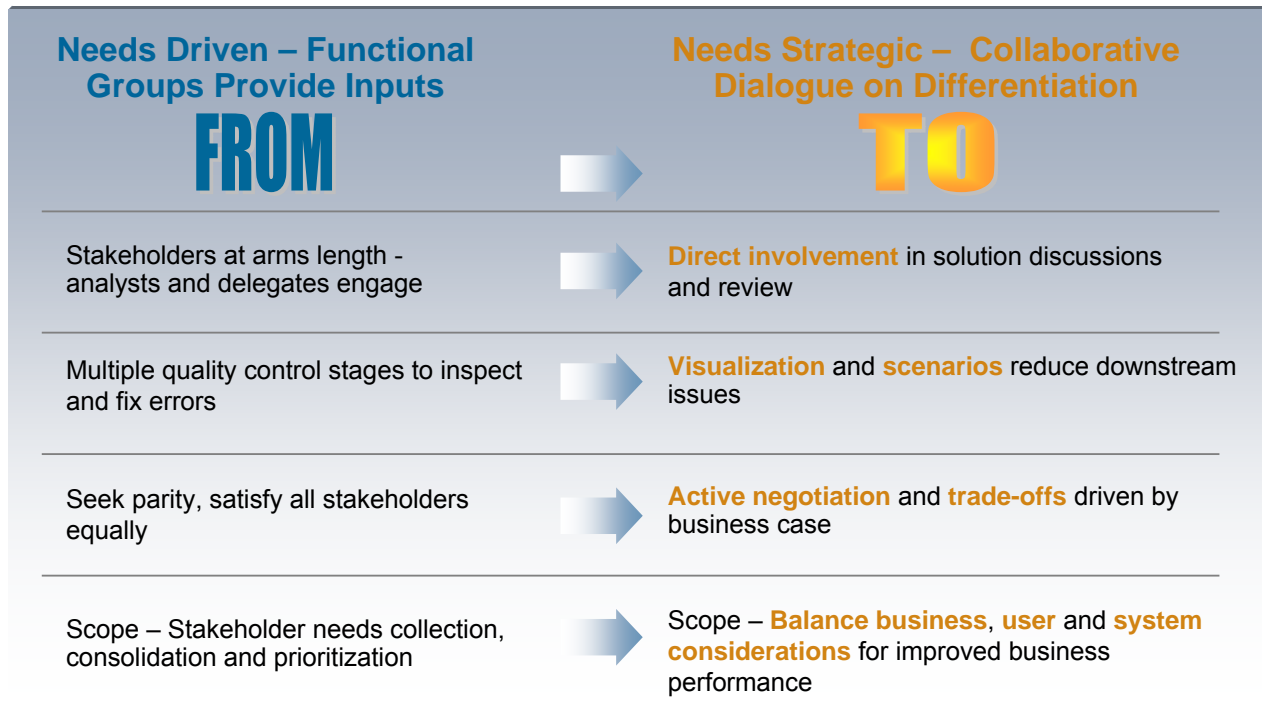 Needs Driven – Functional
Groups Provide Inputs
FROM
Needs Strategic –  Collaborative
Dialogue on Differentiation
TO
Stakeholders at arms length -
analysts and delegates engage
Direct involvement in solution discussions
and review
Multiple quality control stages to inspect
and fix errors
Visualization and scenarios reduce downstream
issues
Seek parity, satisfy all stakeholders
equally
Active negotiation and trade-offs driven by
business case
Scope – Stakeholder needs collection,
consolidation and prioritization
Scope – Balance business, user and system
considerations for improved business
performance